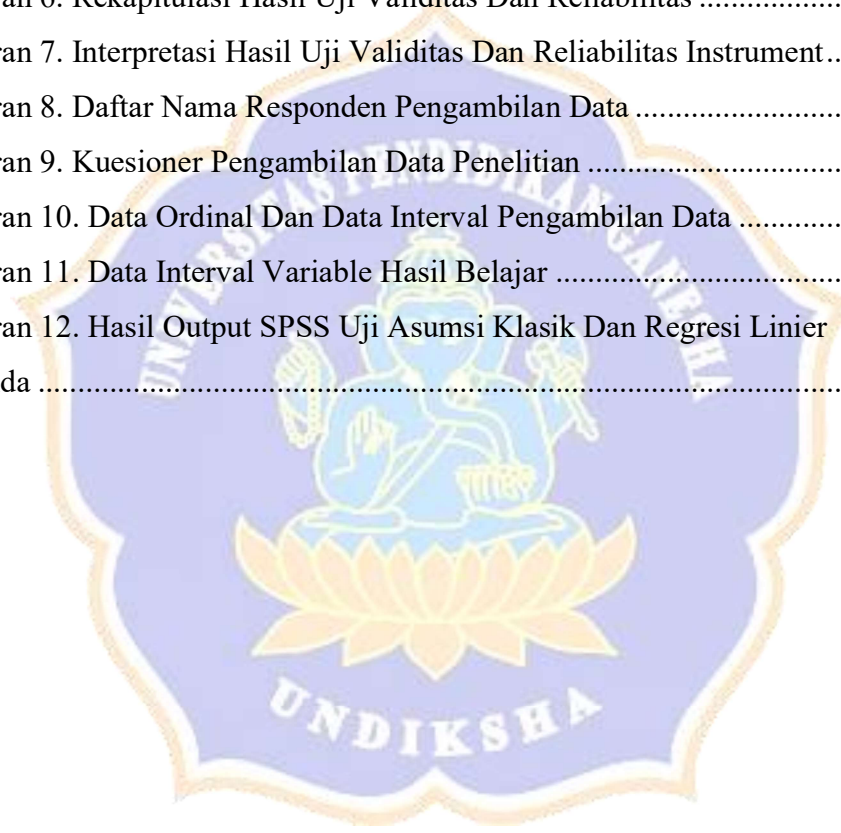 ran 6. Rekapitulasi Hasil Uji Validitas Dan Reliabilitas ..................
ran 7. Interpretasi Hasil Uji Validitas Dan Reliabilitas Instrument..
ran 8. Daftar Nama Responden Pengambilan Data .........................
ran 9. Kuesioner Pengambilan Data Penelitian ...............................
ran 10. Data Ordinal Dan Data Interval Pengambilan Data .............
ran 11. Data Interval Variable Hasil Belajar ...................................
ran 12. Hasil Output SPSS Uji Asumsi Klasik Dan Regresi Linier
da ...................................................................................................
UNIVERSITAS PENDIDIKAN GANESHA
UNDIKSHA